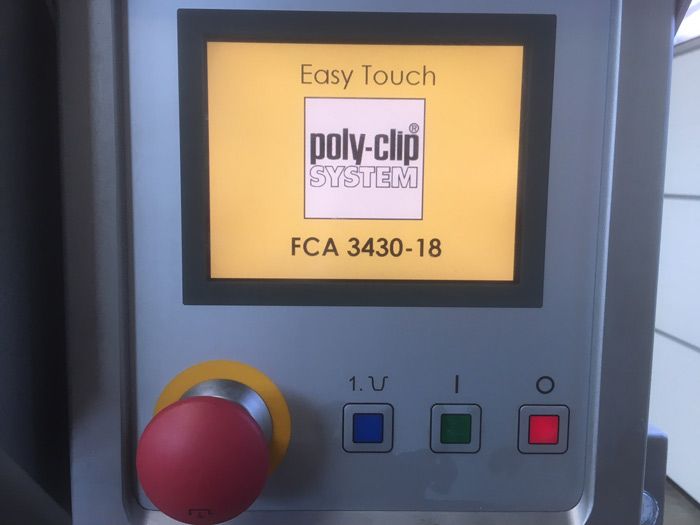 Easy Touch
poly-clip®
SYSTEM
FCA 3430-18
1. I O